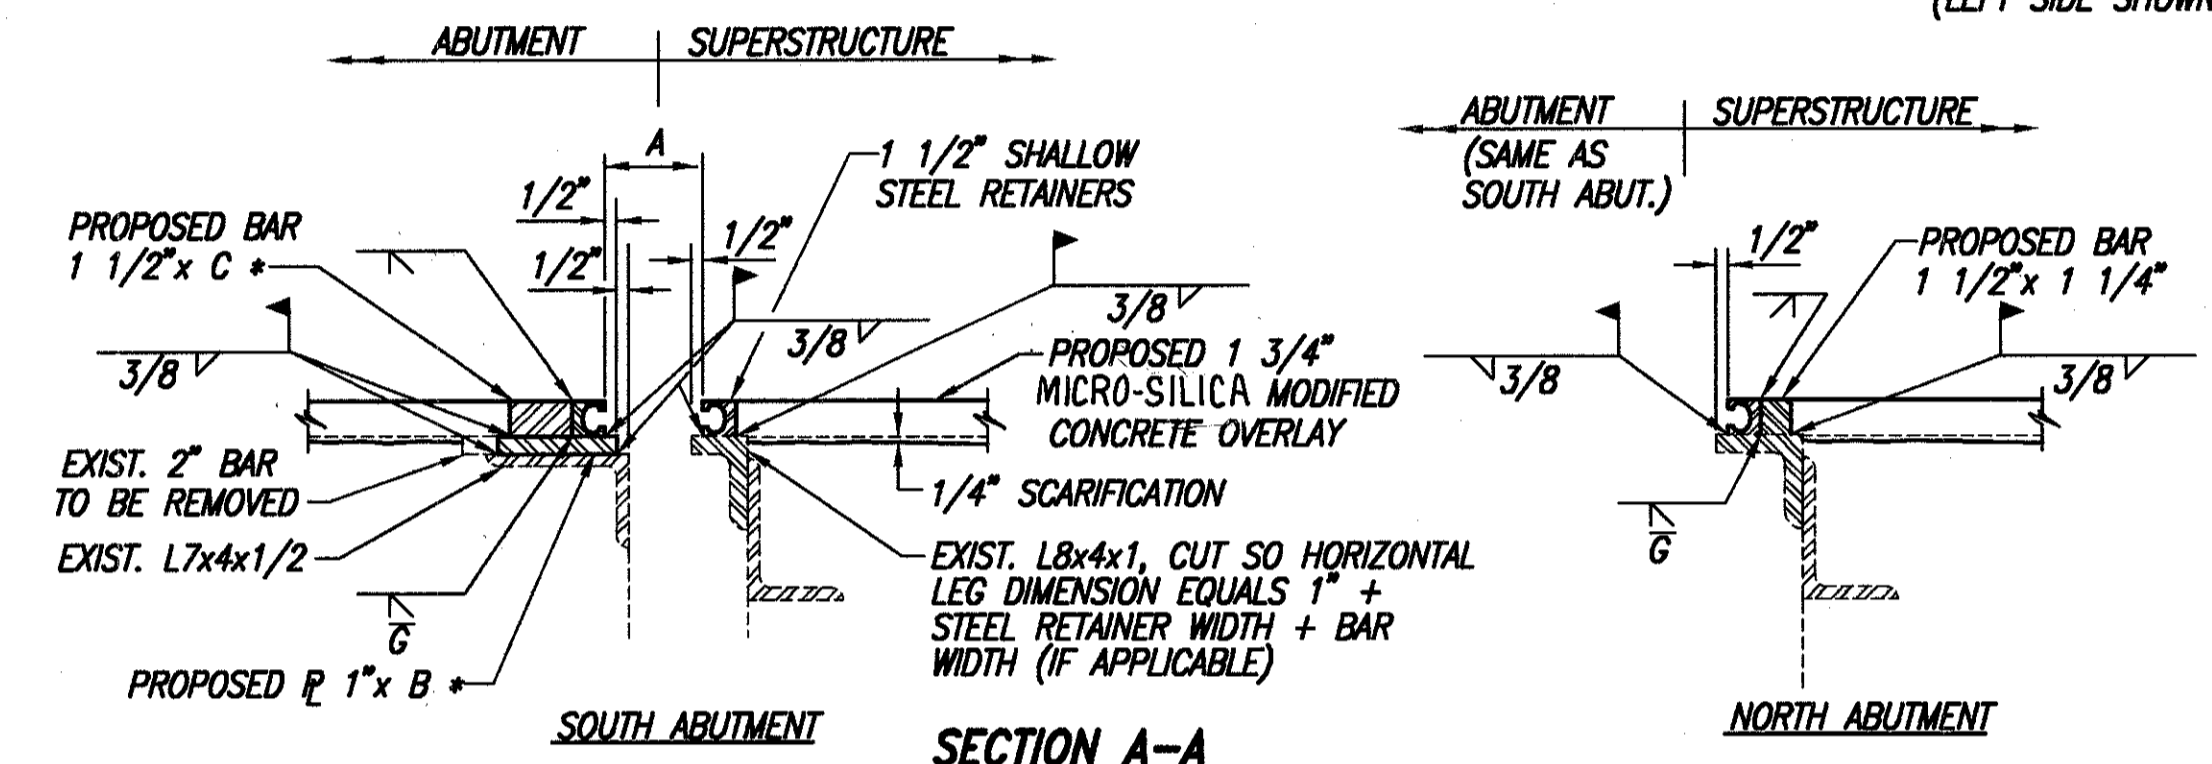 (LEFT SIDE SHOWN
ABUTMENT
SUPERSTRUCTURE
A
1/2"
1/2"
1/2"
1 1/2" SHALLOW
STEEL RETAINERS
PROPOSED BAR
1 1/2"x C *
3/8
3/8
3/8
PROPOSED 1 3/4"
MICRO-SILICA MODIFIED
CONCRETE OVERLAY
EXIST. 2" BAR
TO BE REMOVED
1/4" SCARIFICATION
EXIST. L7x4x1/2
EXIST. L8x4x1, CUT SO HORIZONTAL
LEG DIMENSION EQUALS 1" +
STEEL RETAINER WIDTH + BAR
WIDTH (IF APPLICABLE)
G
PROPOSED PL 1"x B *
SOUTH ABUTMENT
SECTION A-A
ABUTMENT
SUPERSTRUCTURE
(SAME AS
SOUTH ABUT.)
1/2"
PROPOSED BAR
1 1/2"x 1 1/4"
3/8
3/8
G
NORTH ABUTMENT